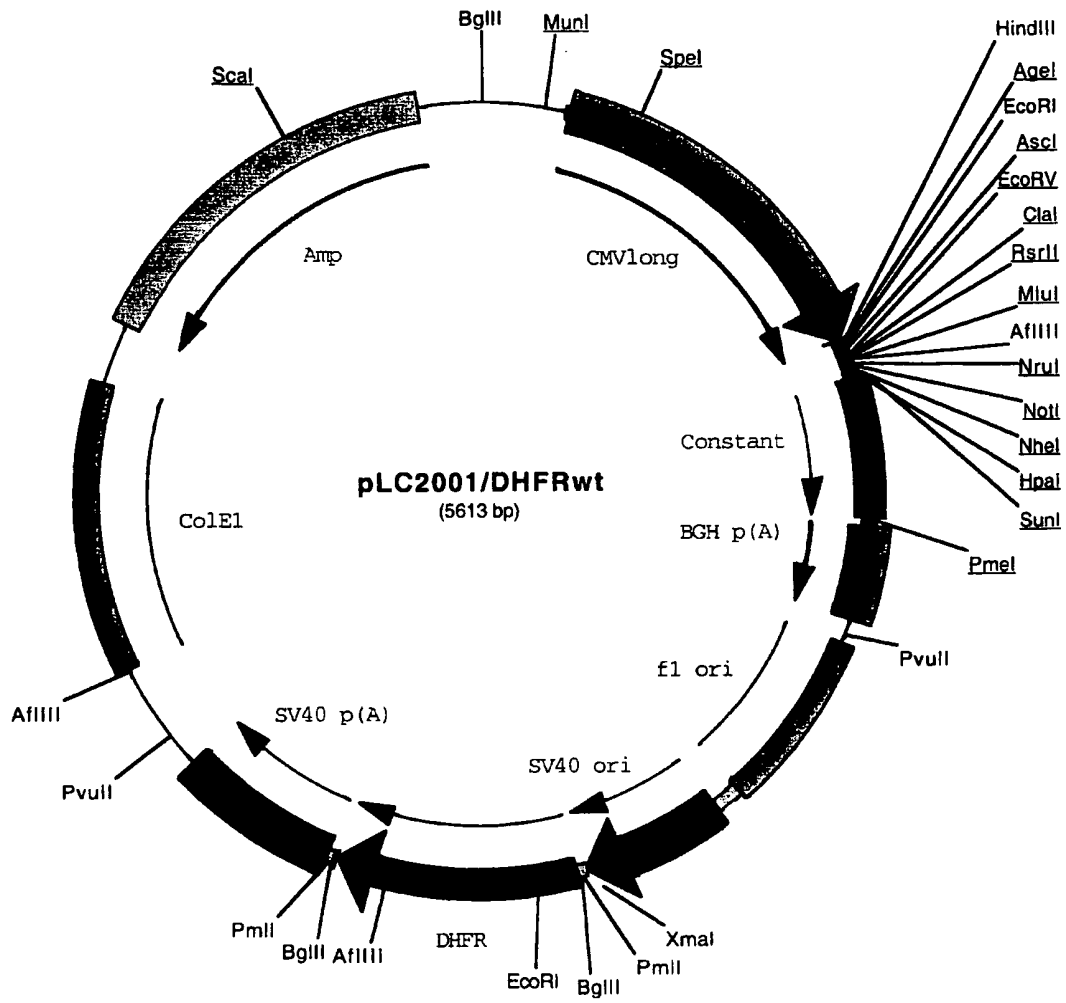 BglII
MunI
SpeI
ScaI
HindIII
AgeI
EcoRI
AscI
EcoRV
ClaI
RsrII
MluI
AflIII
NruI
NotI
NheI
HpaI
SunI
PmeI
PvuII
Amp
CMVlong
Constant
pLC2001/DHFRwt
(5613 bp)
ColE1
BGH p(A)
f1 ori
SV40 p(A)
SV40 ori
AflIII
PvuII
PmlI
BglII
AflIII
DHFR
EcoRI
BglII
PmlI
XmaI